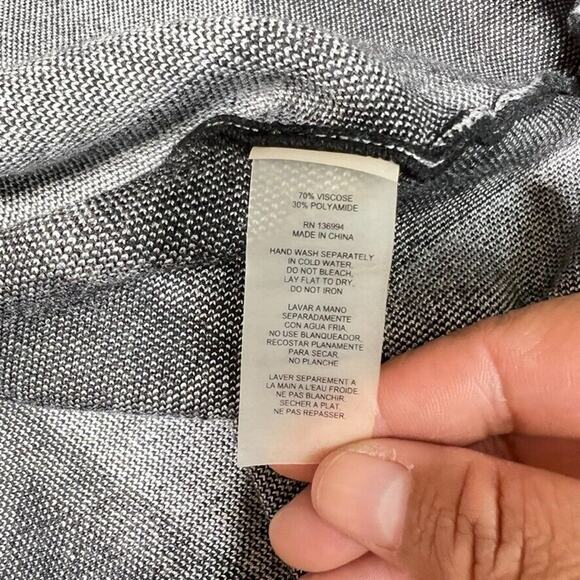 70% VISCOSE
30% POLYAMIDE
RN 136994
MADE IN CHINA
HAND WASH SEPARATELY
IN COLD WATER,
DO NOT BLEACH,
LAY FLAT TO DRY,
DO NOT IRON
LAVAR A MANO
SEPARADAMENTE
CON AGUA FRIA,
NO USE BLANQUEADOR,
RECOSTAR PLANAMENTE
PARA SECAR,
NO PLANCHE
LAVER SEPAREMENT A
LA MAIN A L'EAU FROIDE.
NE PAS BLANCHIR.
SECHER A PLAT,
NE PAS REPASSER.